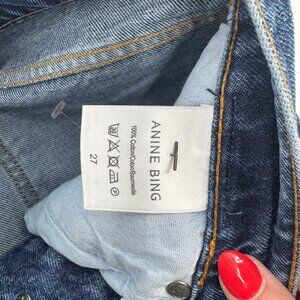 ANINE BING
100% Cotton/Coton/Baumwolle
27